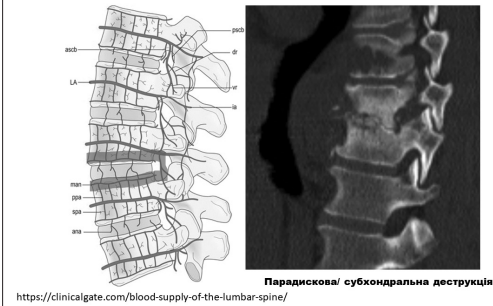 pscb
ascb
dr
LA
vr
ia
man
ppa
spa
ana
Парадискова/ субхондральна деструкція
https://clinicalgate.com/blood-supply-of-the-lumbar-spine/